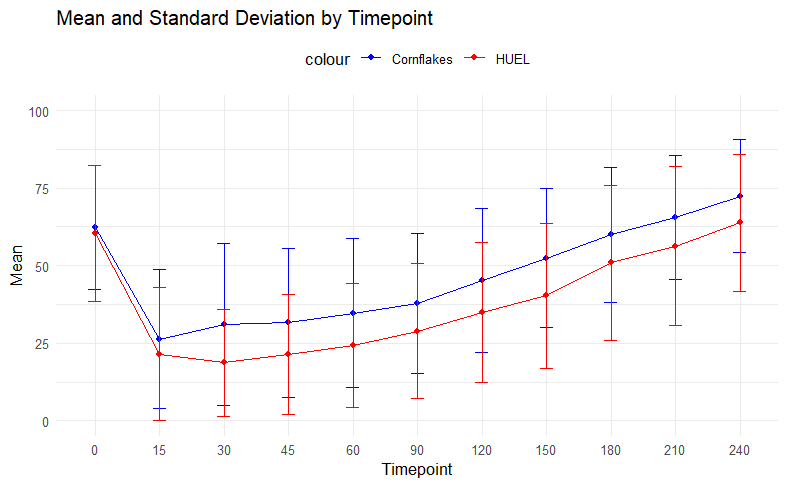 Mean and Standard Deviation by Timepoint
colour Cornflakes HUEL
100
75
50
25
0
Mean
0 15 30 45 60 90 120 150 180 210 240
Timepoint